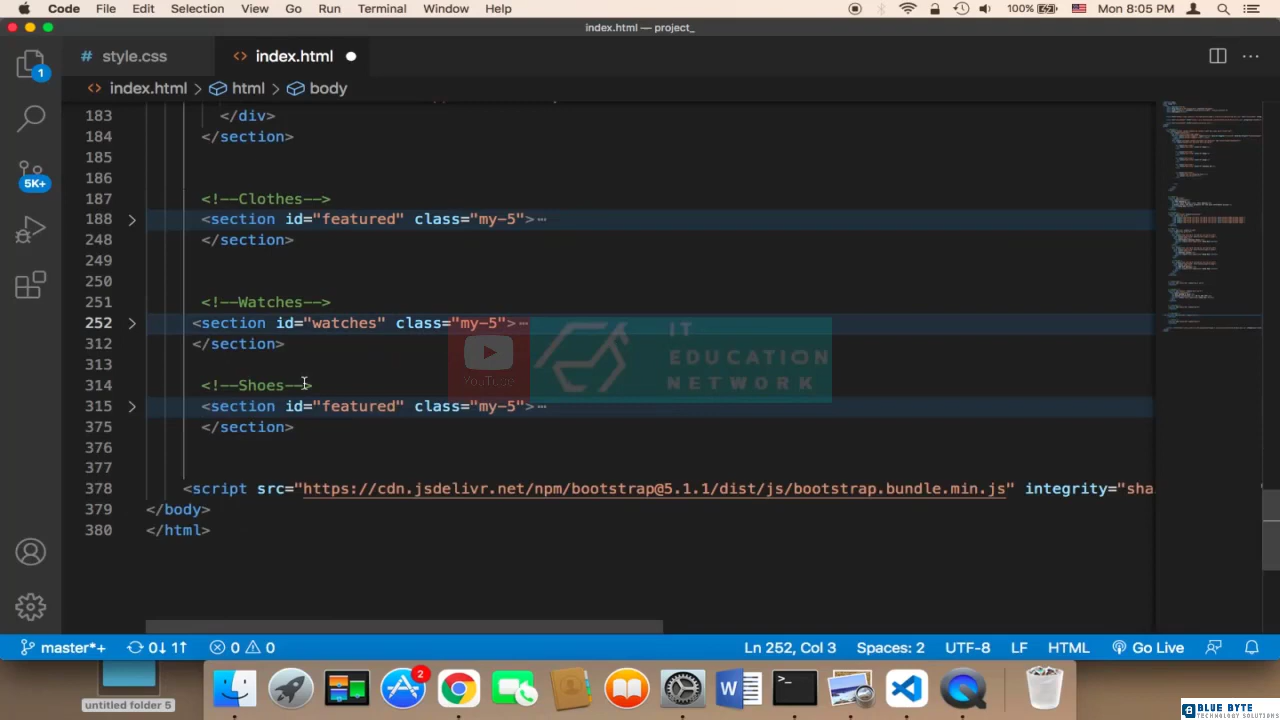 Code File Edit Selection View Go Run Terminal Window Help 100% Mon 8:05 PM
index.html — project_
# style.css <> index.html
<> index.html > html > body
183 </div>
184 </section>
185
186
187 <!--Clothes-->
188 <section id="featured" class="my-5">
248 </section>
249
250
251 <!--Watches-->
252 <section id="watches" class="my-5">
312 </section>
313
314 <!--Shoes-->
315 <section id="featured" class="my-5">
375 </section>
376
377
378 <script src="https://cdn.jsdelivr.net/npm/bootstrap@5.1.1/dist/js/bootstrap.bundle.min.js" integrity="sha
379 </body>
380 </html>
1
5K+
YouTube
IT
EDUCATION
NETWORK
master*+ 0↓ 1↑ 0 0 Ln 252, Col 3 Spaces: 2 UTF-8 LF HTML Go Live
2
untitled folder 5
BLUE BYTE
TECHNOLOGY SOLUTIONS